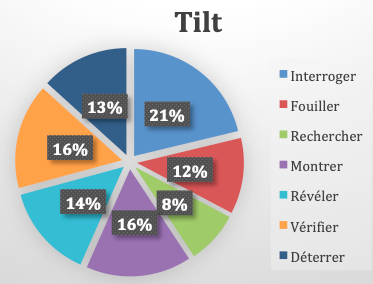 Tilt
21%
12%
8%
16%
14%
16%
13%
Interroger
Fouiller
Rechercher
Montrer
Révéler
Vérifier
Déterrer